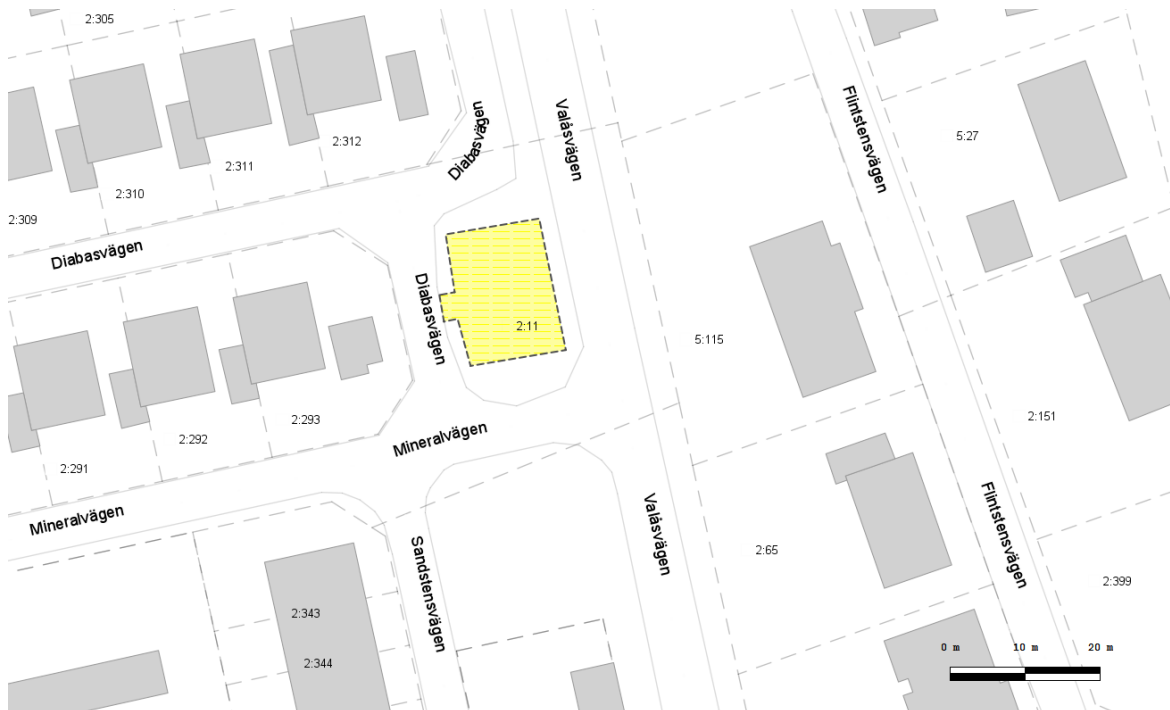 2:305
Diabasvägen
Valåsvägen
Flintstensvägen
5:27
2:312
2:311
2:310
2:309
Diabasvägen
Diabasvägen
2:11
5:115
2:151
2:293
2:292
2:291
Mineralvägen
Mineralvägen
Valåsvägen
Flintstensvägen
2:65
Sandstensvägen
2:399
2:343
2:344
0 m 10 m 20 m